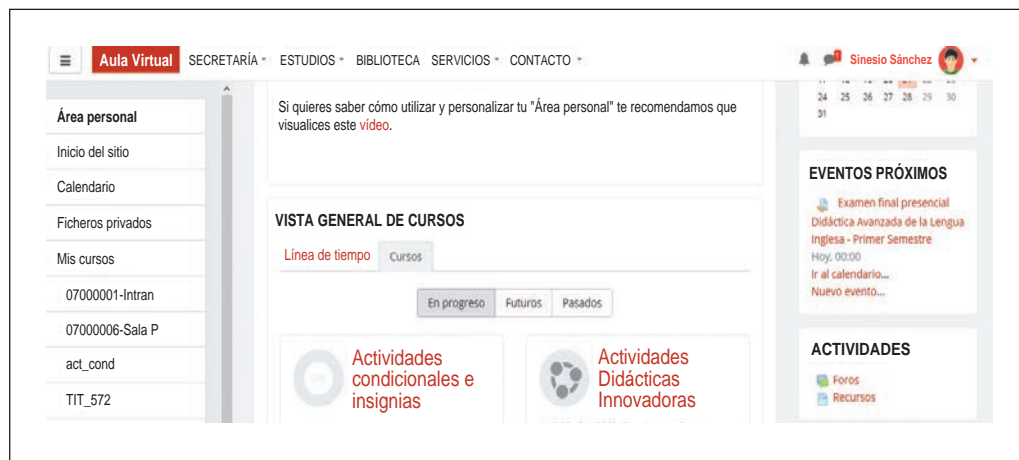 Aula Virtual SECRETARÍA ESTUDIOS BIBLIOTECA SERVICIOS CONTACTO
Sinesio Sánchez
Área personal
Inicio del sitio
Calendario
Ficheros privados
Mis cursos
07000001-Intran
07000006-Sala P
act_cond
TIT_572
Si quieres saber cómo utilizar y personalizar tu "Área personal" te recomendamos que
visualices este vídeo.
VISTA GENERAL DE CURSOS
Línea de tiempo Cursos
En progreso Futuros Pasados
Actividades
condicionales e
insignias
Actividades
Didácticas
Innovadoras
24 25 26 27 28 29 30
31
EVENTOS PRÓXIMOS
Examen final presencial
Didáctica Avanzada de la Lengua
Inglesa - Primer Semestre
Hoy, 00:00
Ir al calendario...
Nuevo evento...
ACTIVIDADES
Foros
Recursos